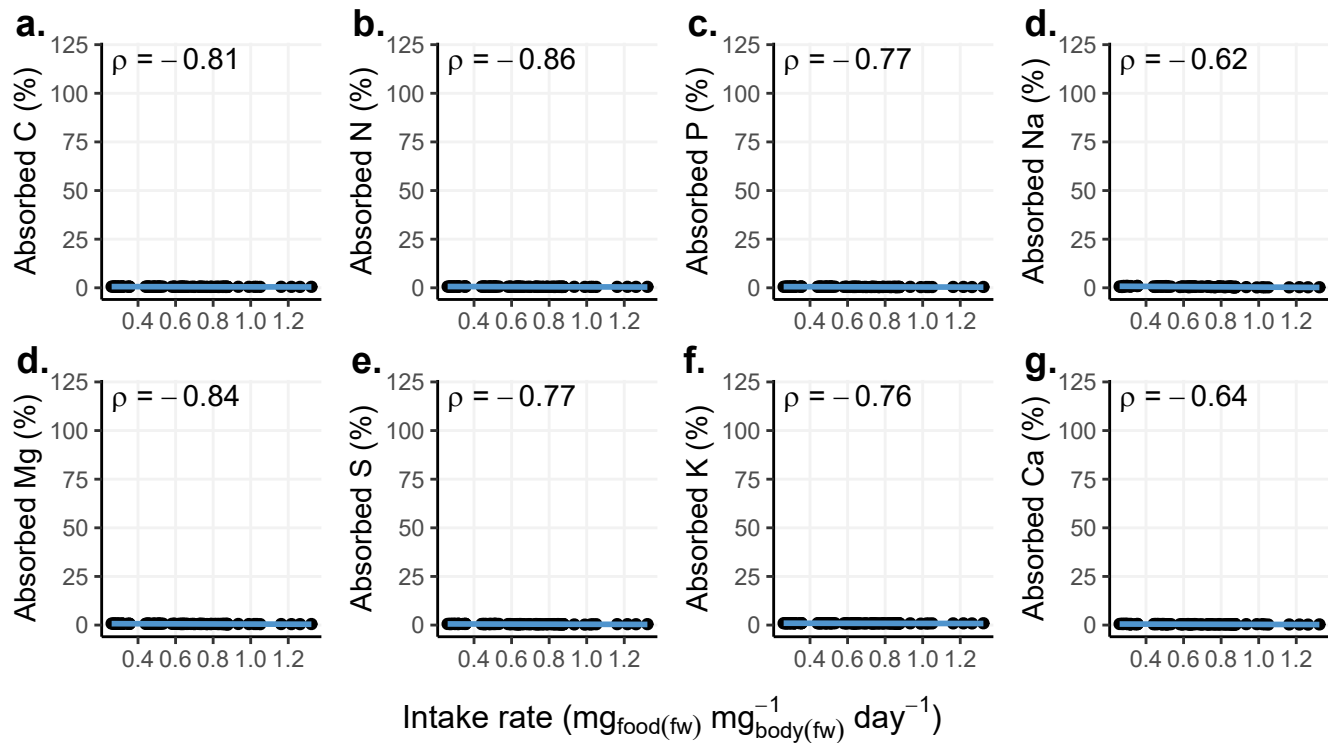 a. b. c. d.
ρ = −0.81 ρ = −0.86 ρ = −0.77 ρ = −0.62
Absorbed C (%) Absorbed N (%) Absorbed P (%) Absorbed Na (%)
125 125 125 125
100 100 100 100
75 75 75 75
50 50 50 50
25 25 25 25
0 0 0 0
0.4 0.6 0.8 1.0 1.2 0.4 0.6 0.8 1.0 1.2 0.4 0.6 0.8 1.0 1.2 0.4 0.6 0.8 1.0 1.2
d. e. f. g.
ρ = −0.84 ρ = −0.77 ρ = −0.76 ρ = −0.64
Absorbed Mg (%) Absorbed S (%) Absorbed K (%) Absorbed Ca (%)
125 125 125 125
100 100 100 100
75 75 75 75
50 50 50 50
25 25 25 25
0 0 0 0
0.4 0.6 0.8 1.0 1.2 0.4 0.6 0.8 1.0 1.2 0.4 0.6 0.8 1.0 1.2 0.4 0.6 0.8 1.0 1.2
Intake rate (mg food(fw) mg body(fw) −1 day −1)